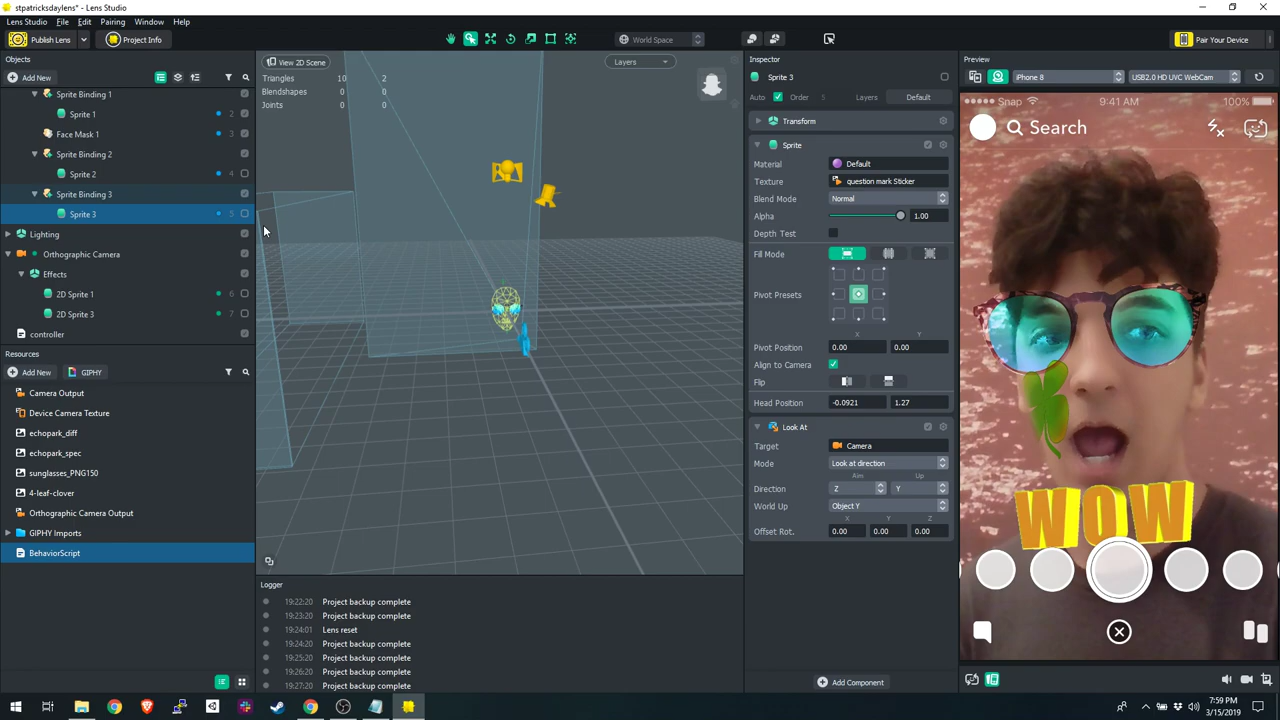 stpatricksdaylens* - Lens Studio
Lens Studio File Edit Pairing Window Help
Publish Lens Project Info World Space Pair Your Device
Objects
Add New
Sprite Binding 1
Sprite 1 2
Face Mask 1 3
Sprite Binding 2
Sprite 2 4
Sprite Binding 3
Sprite 3 5
Lighting
Orthographic Camera
Effects
2D Sprite 1 6
2D Sprite 3 7
controller
Resources
Add New GIPHY
Camera Output
Device Camera Texture
echopark_diff
echopark_spec
sunglasses_PNG150
4-leaf-clover
Orthographic Camera Output
GIPHY Imports
BehaviorScript
View 2D Scene Layers
Triangles 10 2
Blendshapes 0 0
Joints 0 0
Logger
19:22:20 Project backup complete
19:23:20 Project backup complete
19:24:01 Lens reset
19:24:20 Project backup complete
19:25:20 Project backup complete
19:26:20 Project backup complete
19:27:20 Project backup complete
Inspector
Sprite 3
Auto Order 5 Layers Default
Transform
Sprite
Material Default
Texture question mark Sticker
Blend Mode Normal
Alpha 1.00
Depth Test
Fill Mode
Pivot Presets
X Y
Pivot Position 0.00 0.00
Align to Camera
Flip
Head Position -0.0921 1.27
Look At
Target Camera
Mode Look at direction
Aim Up
Direction Z Y
World Up Object Y
X Y Z
Offset Rot. 0.00 0.00 0.00
Add Component
Preview
iPhone 8 USB2.0 HD UVC WebCam
Snap 9:41 AM 100%
Search
WOW
7:59 PM
3/15/2019